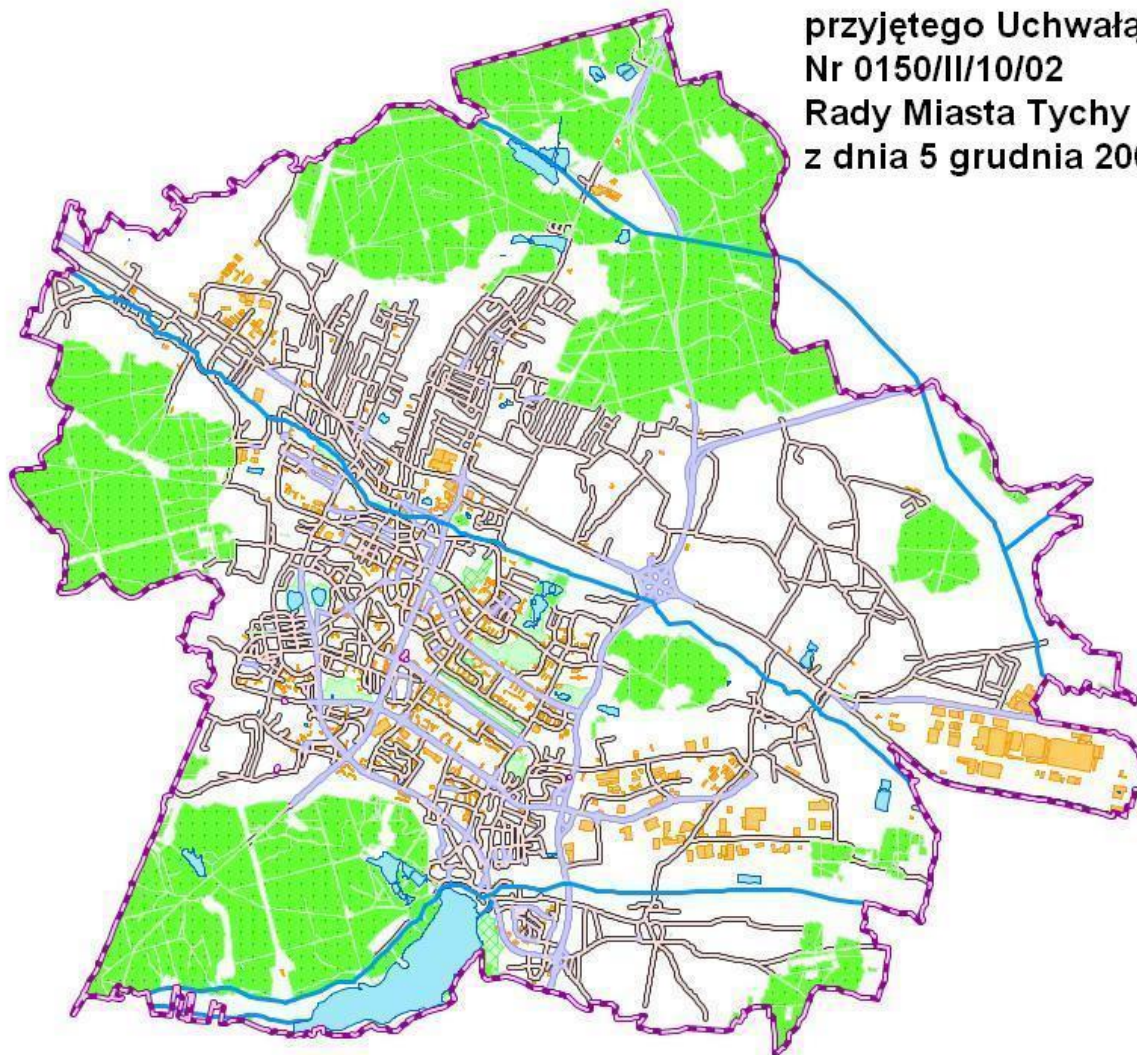 przyjętego Uchwałą
Nr 0150/II/10/02
Rady Miasta Tychy
z dnia 5 grudnia